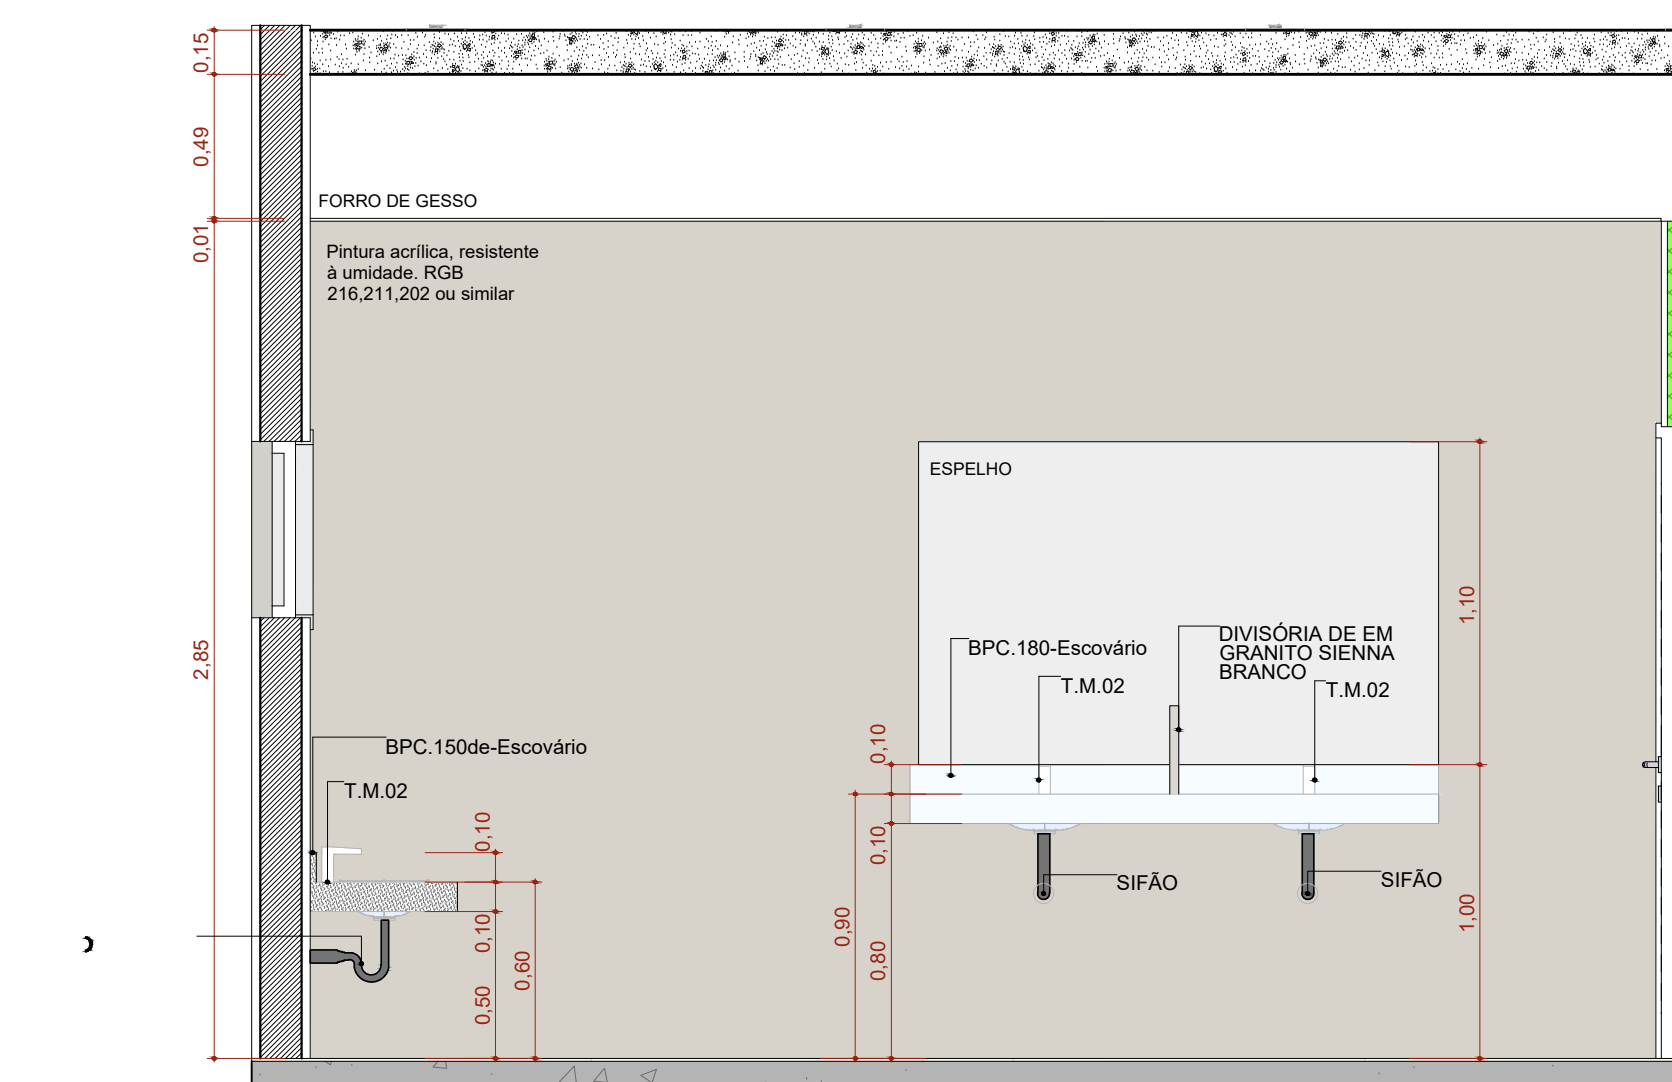 0,15
0,49
FORRO DE GESSO
0,01
Pintura acrílica, resistente
à umidade. RGB
216,211,202 ou similar
ESPELHO
1,10
DIVISÓRIA DE EM
GRANITO SIENNA
BRANCO
BPC.180-Escovário
T.M.02
T.M.02
2,85
0,10
BPC.150de-Escovário
T.M.02
0,10
0,10
SIFÃO
SIFÃO
0,90
0,80
1,00
0,10
0,60
0,50